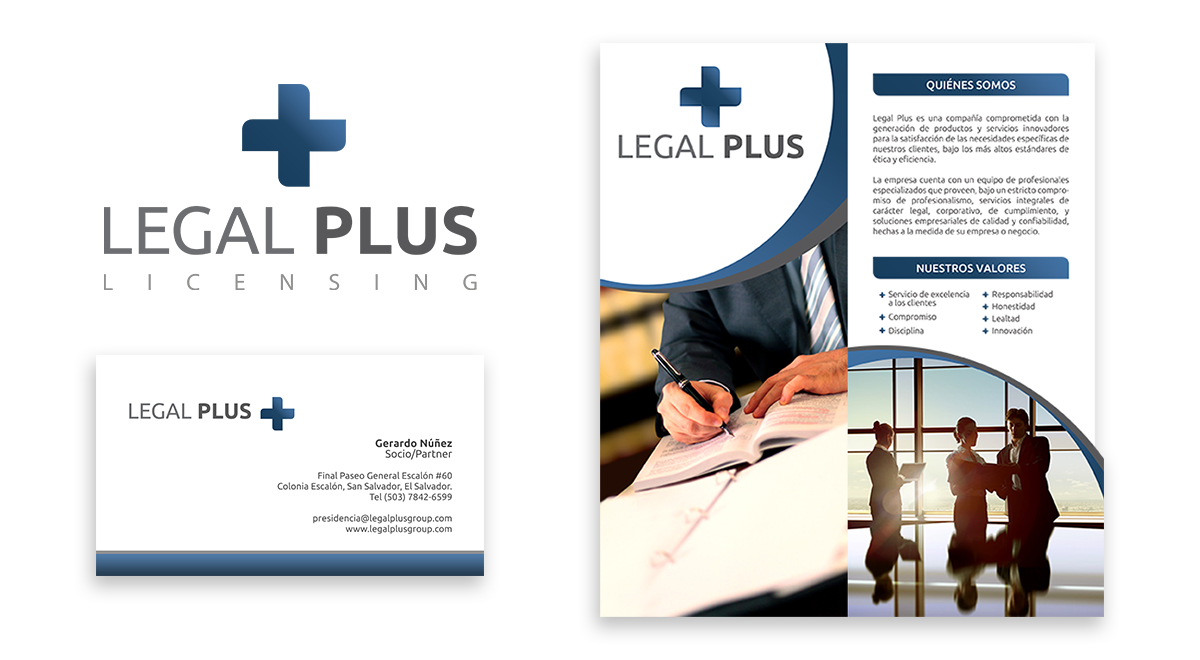 LEGAL PLUS
LICENSING
LEGAL PLUS
Gerardo Núñez
Socio/Partner
Final Paseo General Escalón #60
Colonia Escalón, San Salvador, El Salvador.
Tel (503) 7842-6599
presidencia@legalplusgroup.com
www.legalplusgroup.com
LEGAL PLUS
QUIÉNES SOMOS
Legal Plus es una compañía comprometida con la
generación de productos y servicios innovadores
para la satisfacción de las necesidades específicas de
nuestros clientes, bajo los más altos estándares de
ética y eficiencia.
La empresa cuenta con un equipo de profesionales
especializados que proveen, bajo un estricto compro-
miso de profesionalismo, servicios integrales de
carácter legal, corporativo, de cumplimiento, y
soluciones empresariales de calidad y confiabilidad,
hechas a la medida de su empresa o negocio.
NUESTROS VALORES
Servicio de excelencia
a los clientes
Compromiso
Disciplina
Responsabilidad
Honestidad
Lealtad
Innovación